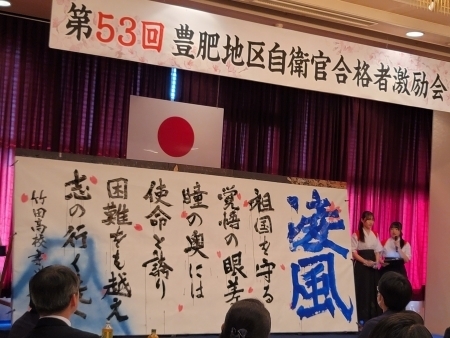 第53回 豊肥地区自衛官合格者激励会
凌風
祖国を守る
覚悟の眼差
瞳の奥には
使命と誇り
困難をも越え
志の行く先
竹田高校書